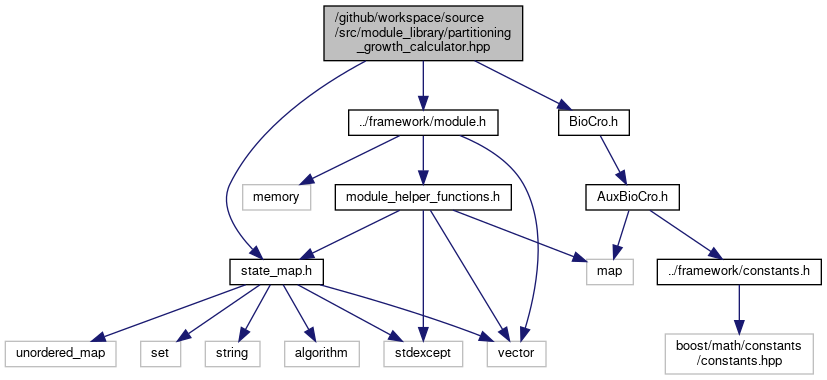 /github/workspace/source
/src/module_library/partitioning
_growth_calculator.hpp
../framework/module.h
BioCro.h
memory
module_helper_functions.h
AuxBioCro.h
state_map.h
map
../framework/constants.h
unordered_map
set
string
algorithm
stdexcept
vector
boost/math/constants
/constants.hpp